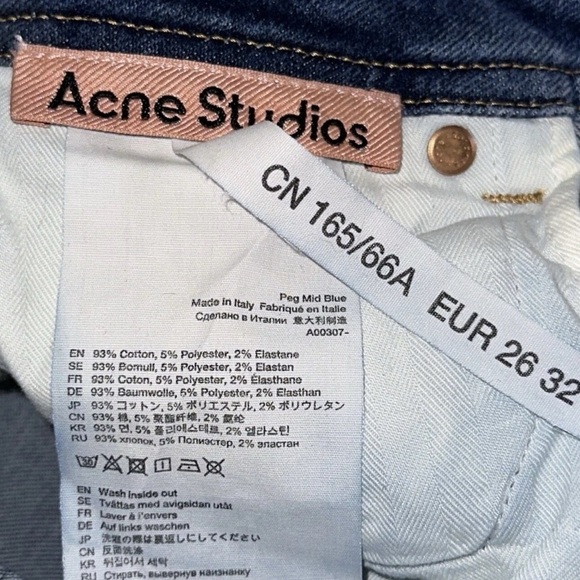 Acne Studios
CN 165/66A EUR 26 32
Peg Mid Blue
Made in Italy Fabriqué en Italie
Сделано в Италии 意大利制造
A00307-
EN 93% Cotton, 5% Polyester, 2% Elastane
SE 93% Bomull, 5% Polyester, 2% Elastan
FR 93% Coton, 5% Polyester, 2% Élasthane
DE 93% Baumwolle, 5% Polyester, 2% Elasthan
JP 93% コットン, 5% ポリエステル, 2% ポリウレタン
CN 93% 棉, 5% 聚酯纤维, 2% 氨纶
KR 93% 면, 5% 폴리에스테르, 2% 엘라스틴
RU 93% хлопок, 5% Полиэстер, 2% эластан
EN Wash inside out
SE Tvättas med avigsidan utåt
FR Laver à l'envers
DE Auf links waschen
JP 洗濯の際は裏返しにしてください
CN 反面洗涤
KR 뒤집어서 세탁
RU Стирать, вывернув наизнанку